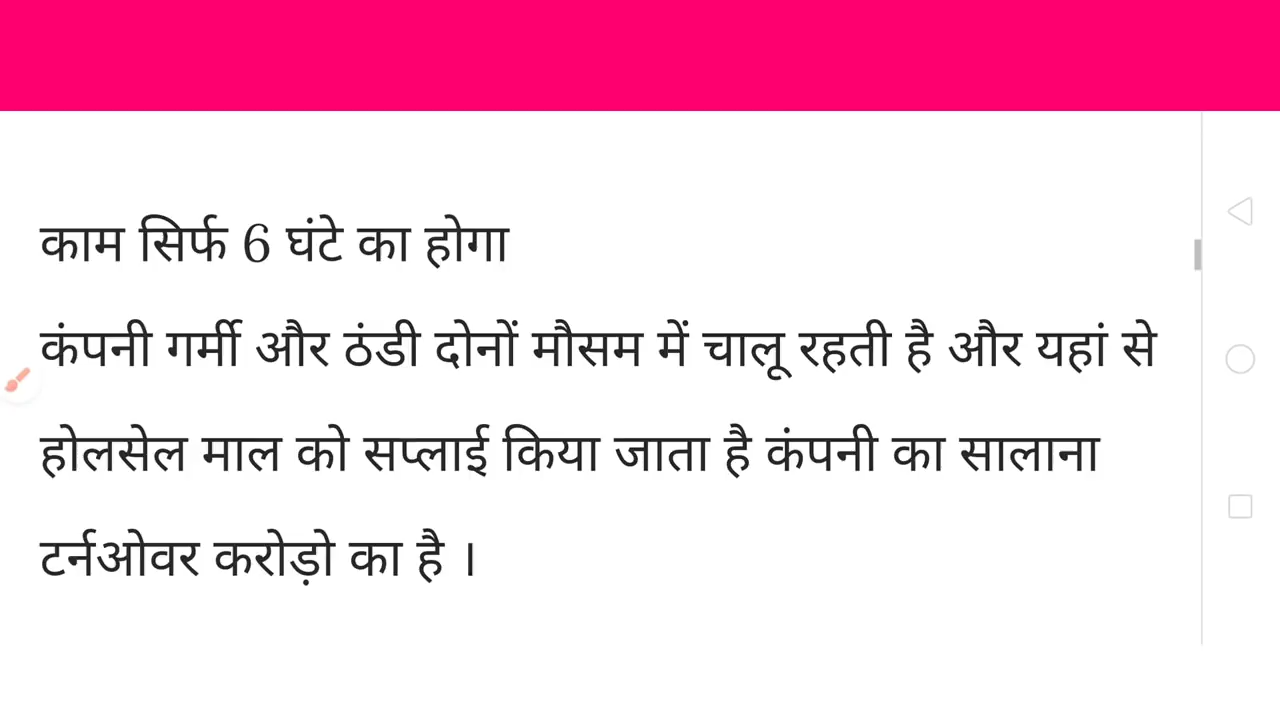 काम सिर्फ 6 घंटे का होगा
कंपनी गर्मी और ठंडी दोनों मौसम में चालू रहती है और यहां से
होलसेल माल को सप्लाई किया जाता है कंपनी का सालाना
टर्नओवर करोड़ो का है ।